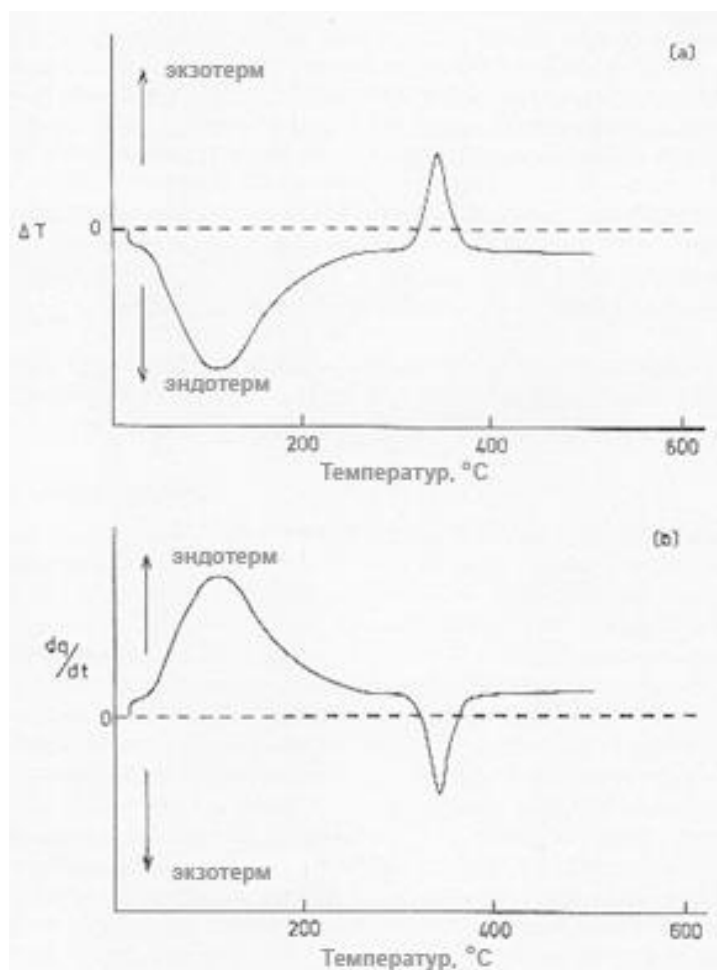 (a)
экзотерм
ΔT
0
эндотерм
200 400 600
Температур, °C
(b)
эндотерм
dq/dt
0
экзотерм
200 400 600
Температур, °C